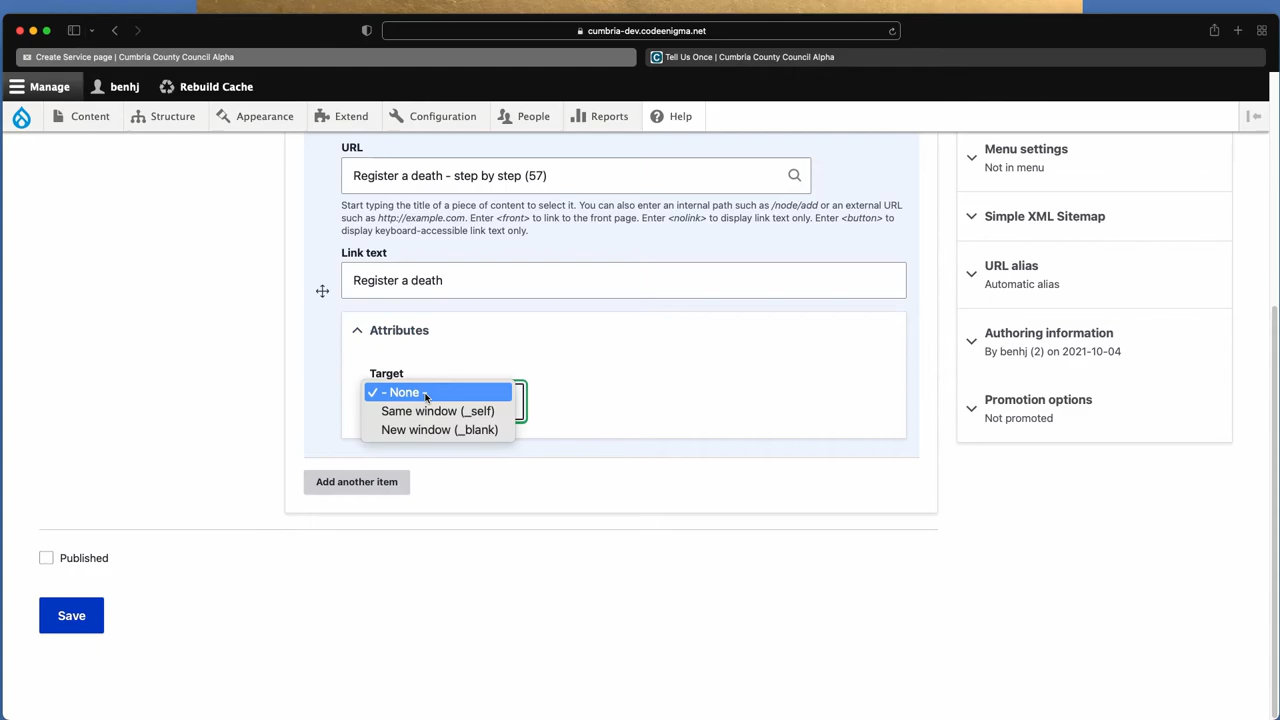 cumbria-dev.codeenigma.net
Create Service page | Cumbria County Council Alpha
Tell Us Once | Cumbria County Council Alpha
Manage
benhj
Rebuild Cache
Content
Structure
Appearance
Extend
Configuration
People
Reports
Help
URL
Register a death - step by step (57)
Start typing the title of a piece of content to select it. You can also enter an internal path such as /node/add or an external URL
such as http://example.com. Enter <front> to link to the front page. Enter <nolink> to display link text only. Enter <button> to
display keyboard-accessible link text only.
Link text
Register a death
Attributes
Target
- None -
Same window (_self)
New window (_blank)
Add another item
Menu settings
Not in menu
Simple XML Sitemap
URL alias
Automatic alias
Authoring information
By benhj (2) on 2021-10-04
Promotion options
Not promoted
Published
Save